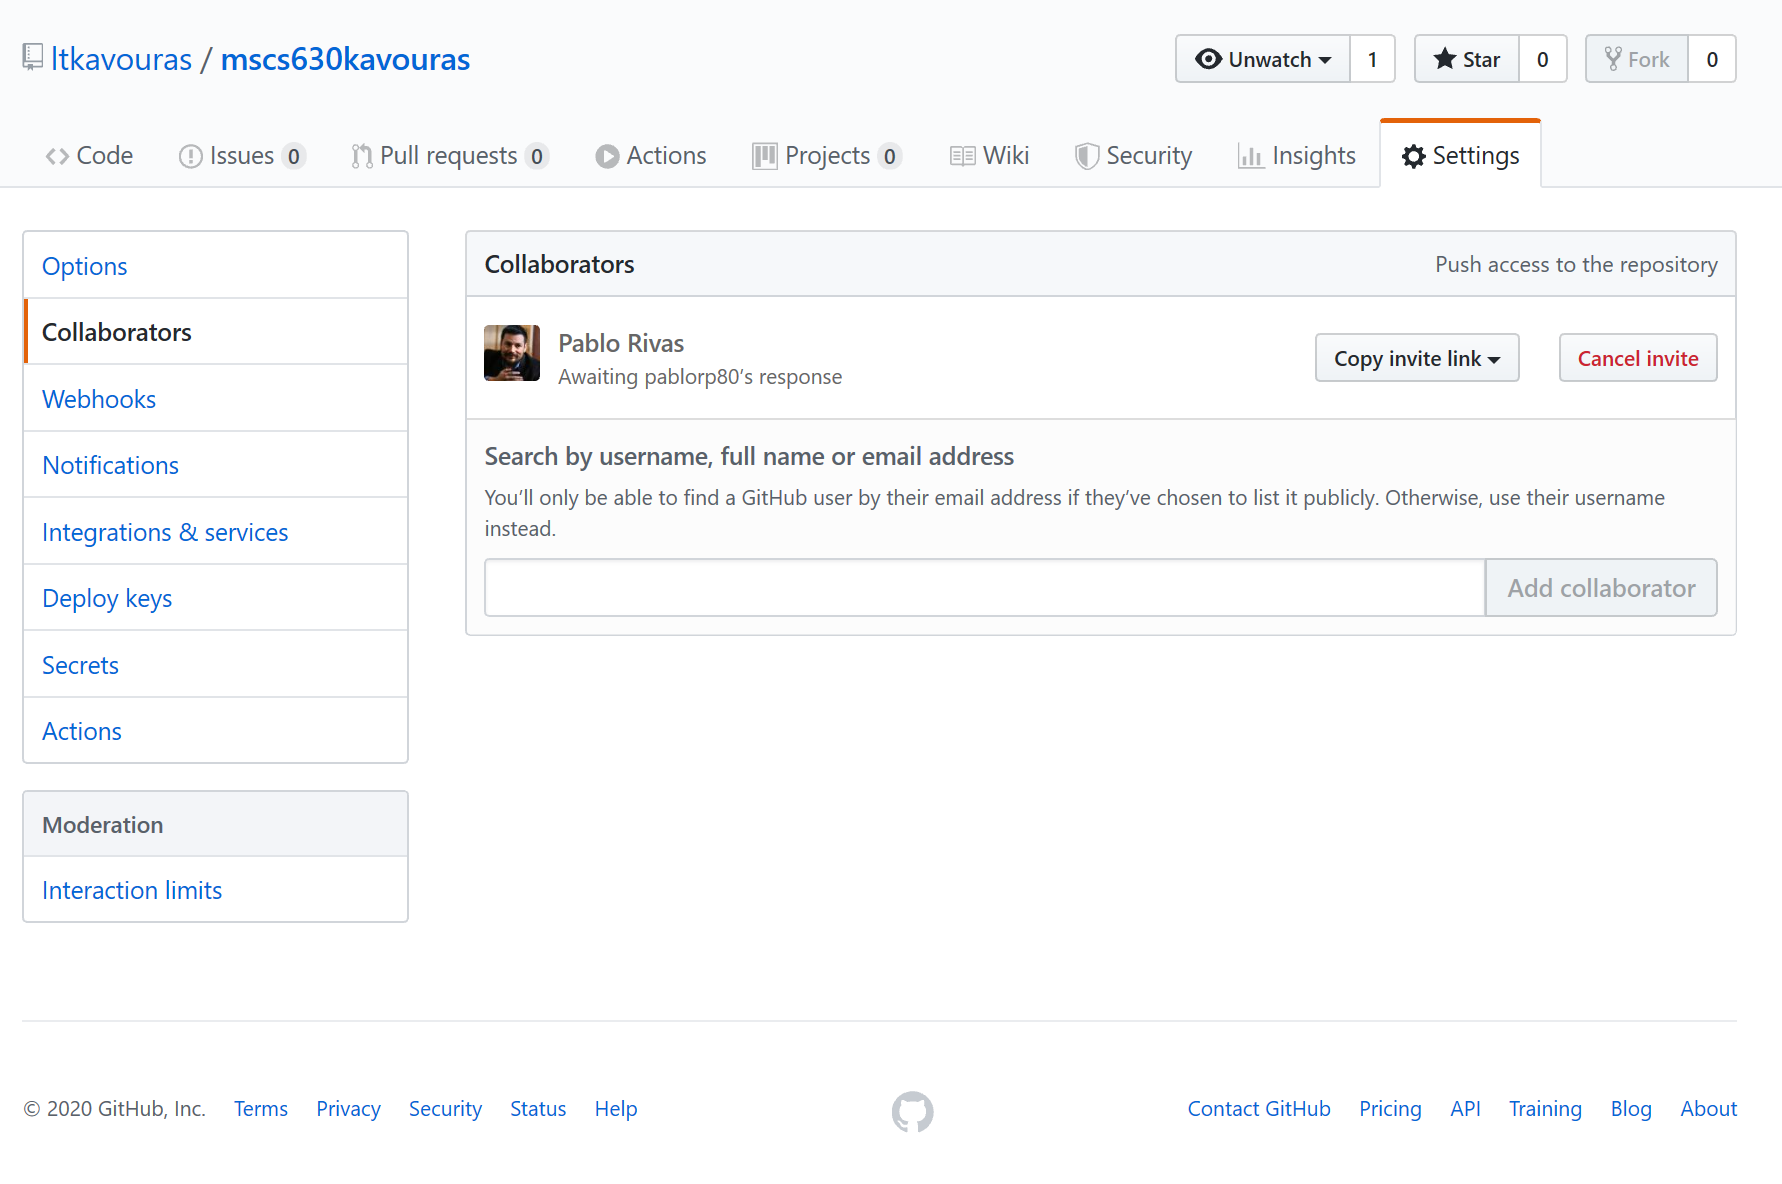 ltkavouras / mscs630kavouras
Unwatch 1 Star 0 Fork 0
Code Issues 0 Pull requests 0 Actions Projects 0 Wiki Security Insights Settings
Options
Collaborators
Webhooks
Notifications
Integrations & services
Deploy keys
Secrets
Actions
Moderation
Interaction limits
Collaborators Push access to the repository
Pablo Rivas
Awaiting pablorp80’s response
Copy invite link Cancel invite
Search by username, full name or email address
You’ll only be able to find a GitHub user by their email address if they’ve chosen to list it publicly. Otherwise, use their username
instead.
Add collaborator
© 2020 GitHub, Inc. Terms Privacy Security Status Help Contact GitHub Pricing API Training Blog About